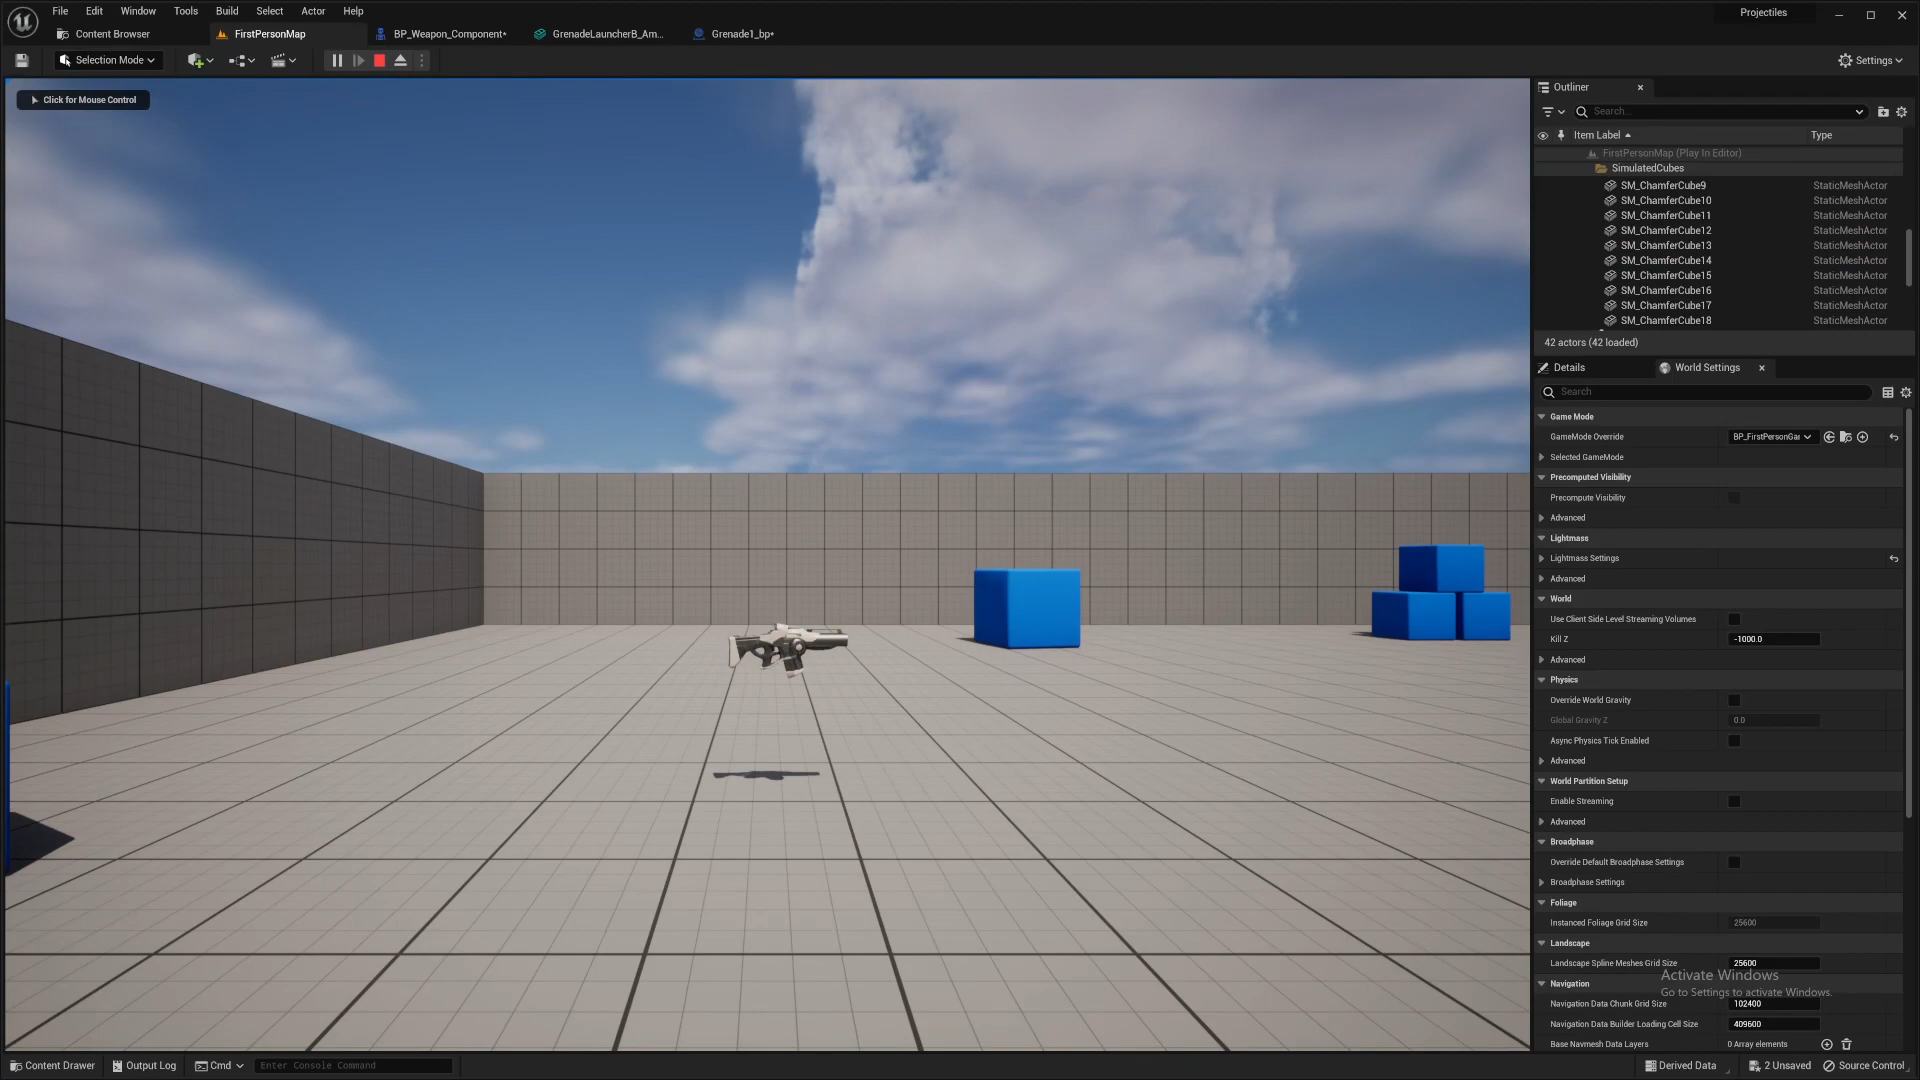 File Edit Window Tools Build Select Actor Help
Projectiles
Content Browser FirstPersonMap BP_Weapon_Component* GrenadeLauncherB_Am... Grenade1_bp*
Selection Mode
Settings
Click for Mouse Control
Outliner
Search...
Item Label Type
FirstPersonMap (Play In Editor)
SimulatedCubes
SM_ChamferCube9 StaticMeshActor
SM_ChamferCube10 StaticMeshActor
SM_ChamferCube11 StaticMeshActor
SM_ChamferCube12 StaticMeshActor
SM_ChamferCube13 StaticMeshActor
SM_ChamferCube14 StaticMeshActor
SM_ChamferCube15 StaticMeshActor
SM_ChamferCube16 StaticMeshActor
SM_ChamferCube17 StaticMeshActor
SM_ChamferCube18 StaticMeshActor
42 actors (42 loaded)
Details World Settings
Search
Game Mode
GameMode Override BP_FirstPersonGa
Selected GameMode
Precomputed Visibility
Precompute Visibility
Advanced
Lightmass
Lightmass Settings
Advanced
World
Use Client Side Level Streaming Volumes
Kill Z -1000.0
Advanced
Physics
Override World Gravity
Global Gravity Z 0.0
Async Physics Tick Enabled
Advanced
World Partition Setup
Enable Streaming
Advanced
Broadphase
Override Default Broadphase Settings
Broadphase Settings
Foliage
Instanced Foliage Grid Size 25600
Landscape
Landscape Spline Meshes Grid Size 25600
Activate Windows
Navigation
Go to Settings to activate Windows.
Navigation Data Chunk Grid Size 102400
Navigation Data Builder Loading Cell Size 409600
Base Navmesh Data Layers 0 Array elements
Content Drawer Output Log Cmd Enter Console Command Derived Data 2 Unsaved Source Control